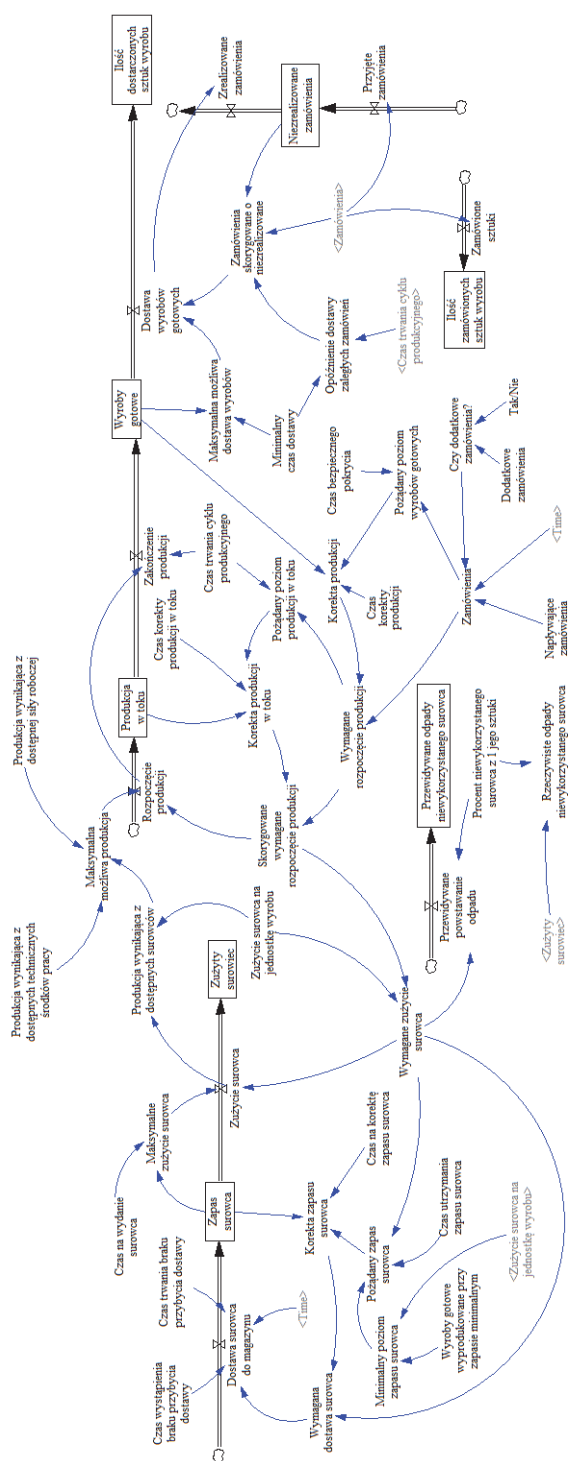 Produkcja wynikająca z
dostępnych technicznych
środków pracy
Produkcja wynikająca z
dostępnej siły roboczej
Maksymalna
możliwa produkcja
Czas wystąpienia
braku przybycia
dostawy
Czas trwania braku
przybycia dostawy
Czas na wydanie
surowca
Maksymalne
zużycie surowca
Produkcja wynikająca z
dostępnych surowców
Rozpoczęcie
produkcji
Produkcja
w toku
Zakończenie
produkcji
Wyroby
gotowe
Dostawa
wyrobów
gotowych
Ilość
dostarczonych
sztuk wyrobu
Czas korekty
produkcji w toku
Czas trwania cyklu
produkcyjnego
Maksymalna możliwa
dostawa wyrobów
Zrealizowane
zamówienia
Dostawa surowca
do magazynu
Zapas
surowca
Zużycie surowca
Zużyty
surowiec
Zużycie surowca na
jednostkę wyrobu
Skorygowane
wymagane
rozpoczęcie produkcji
Korekta produkcji
w toku
Pożądany poziom
produkcji w toku
Minimalny
czas dostawy
Zamówienia
skorygowane o
niezrealizowane
Niezrealizowane
zamówienia
<Time>
Korekta zapasu
surowca
Czas na korektę
zapasu surowca
Wymagane
rozpoczęcie produkcji
Korekta produkcji
Czas
korekty
produkcji
Czas bezpiecznego
pokrycia
Opóźnienie dostawy
zaległych zamówień
<Zamówienia>
Przyjęte
zamówienia
Wymagana
dostawa surowca
Pożądany zapas
surowca
Wymagane zużycie
surowca
Pożądany poziom
wyrobów gotowych
<Czas trwania cyklu
produkcyjnego>
Minimalny poziom
zapasu surowca
Czas utrzymania
zapasu surowca
Przewidywane
powstawanie
odpadu
Przewidywane odpady
niewykorzystanego surowca
Zamówienia
Czy dodatkowe
zamówienia?
Ilość
zamówionych
sztuk wyrobu
Zamówione
sztuki
Wyroby gotowe
wyprodukowane przy
zapasie minimalnym
<Zużycie surowca na
jednostkę wyrobu>
Procent niewykorzystanego
surowca z 1 jego sztuki
Dodatkowe
zamówienia
Tak/Nie
<Zużyty
surowiec>
Rzeczywiste odpady
niewykorzystanego surowca
Napływające
zamówienia
<Time>